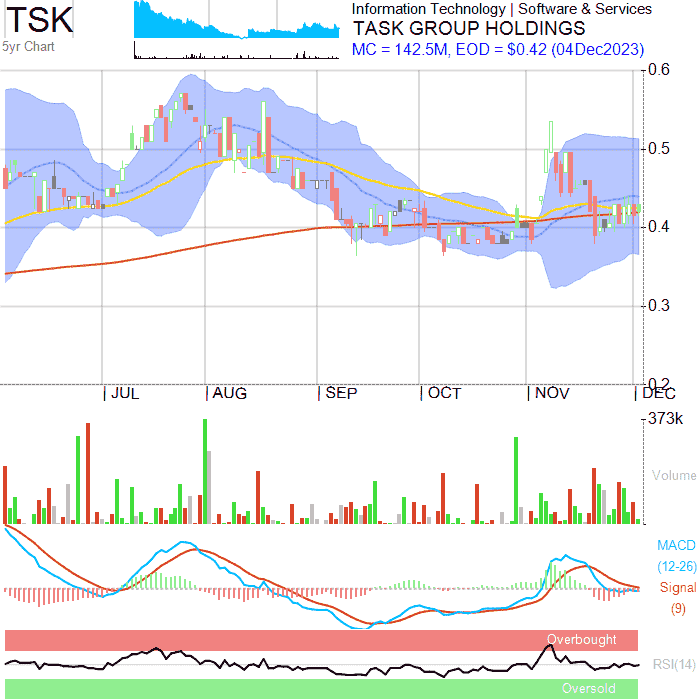 TSK
5yr Chart
Information Technology | Software & Services
TASK GROUP HOLDINGS
MC = 142.5M, EOD = $0.42 (04Dec2023)
0.6
0.5
0.4
0.3
0.2
JUL
AUG
SEP
OCT
NOV
DEC
373k
Volume
MACD
(12-26)
Signal
(9)
Overbought
RSI(14)
Oversold